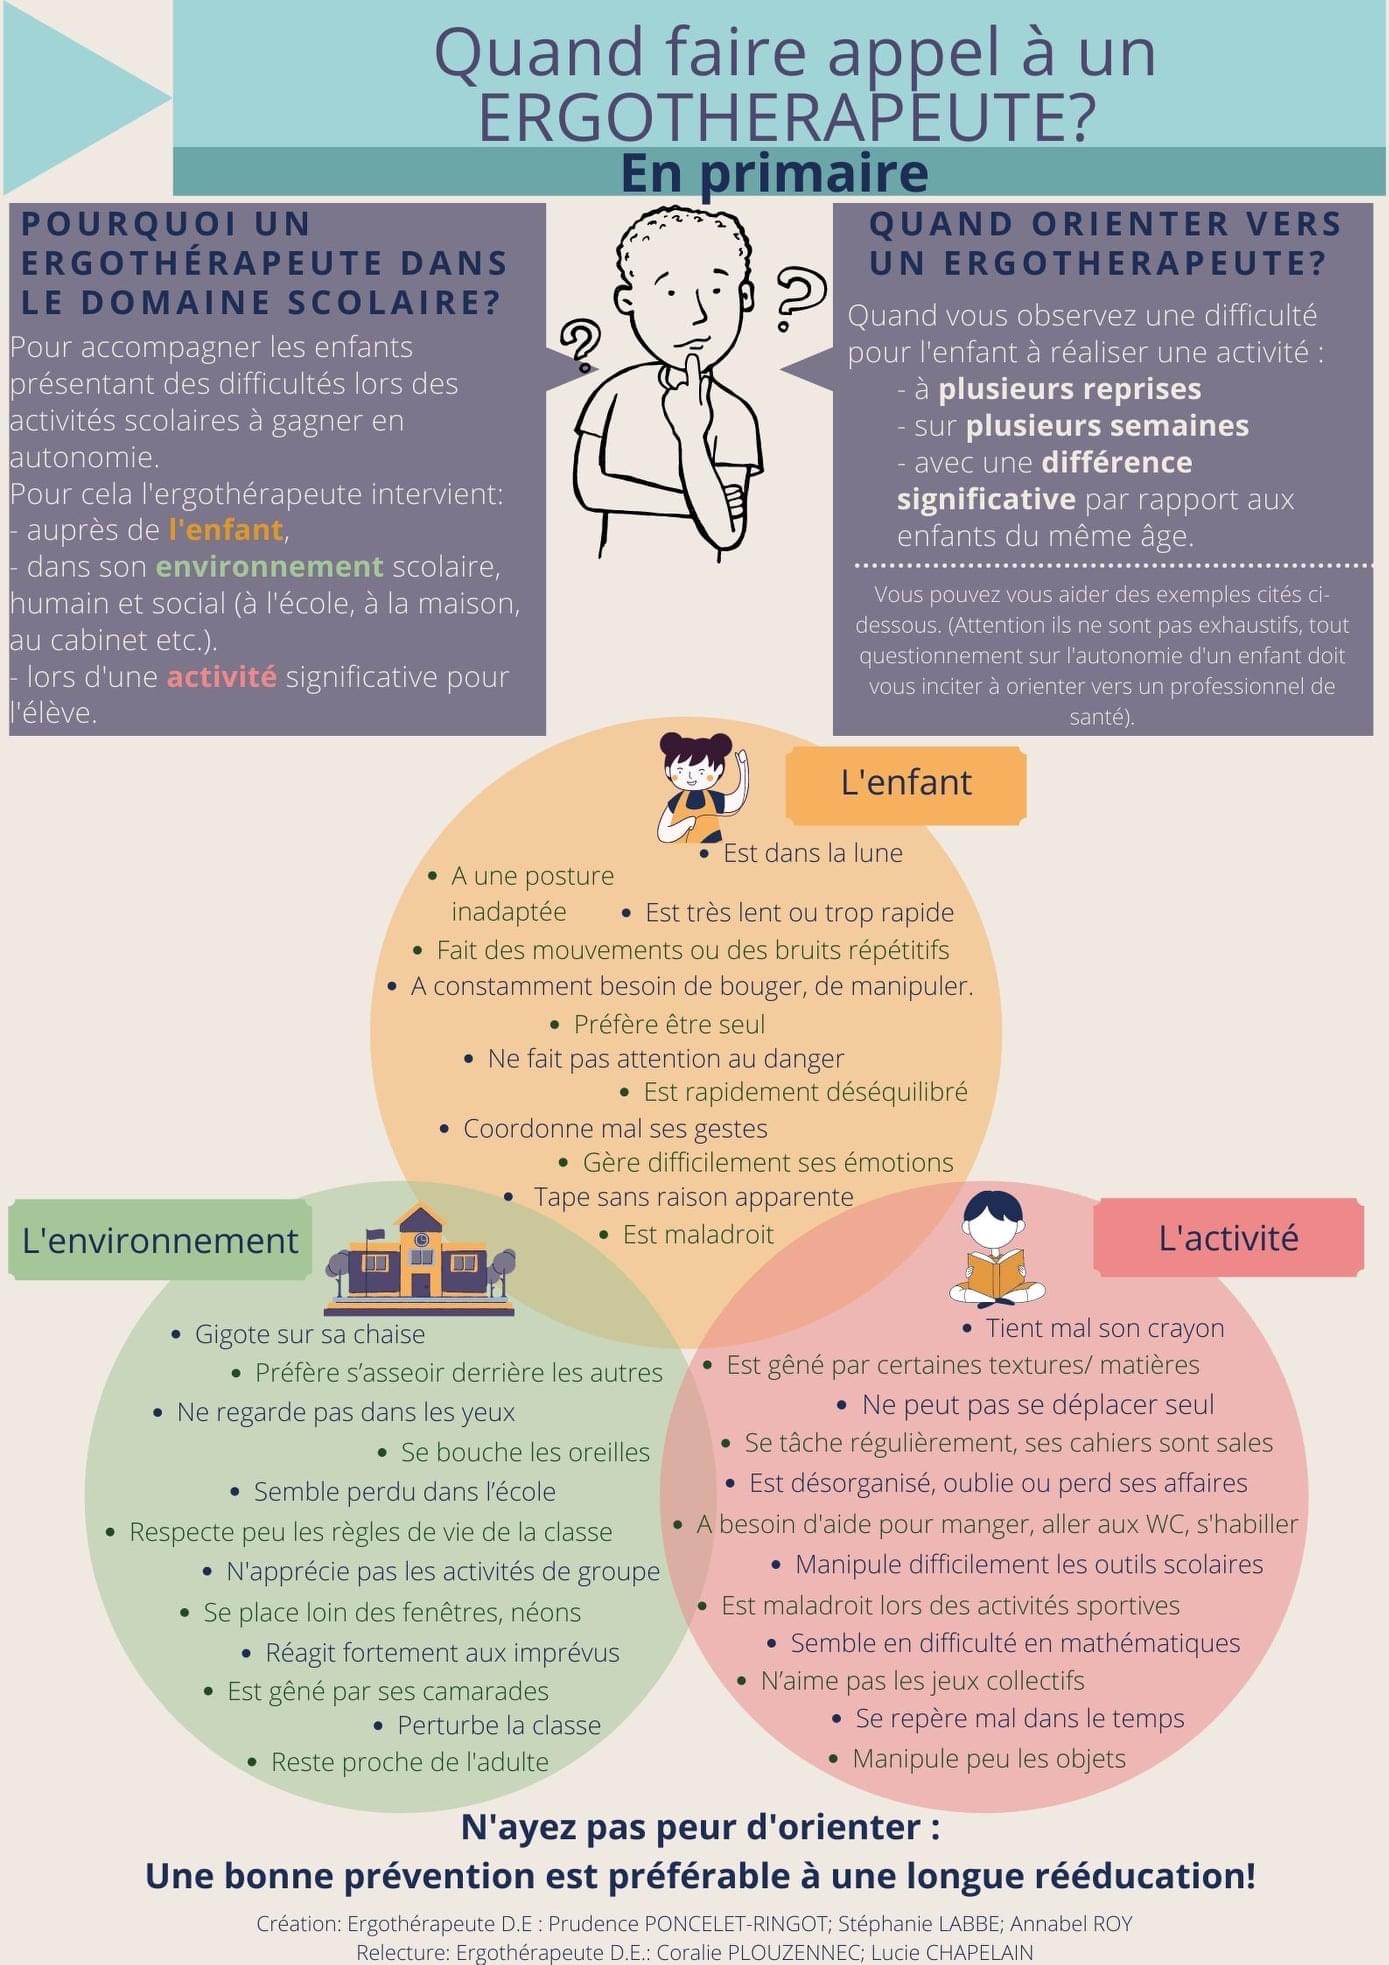 Quand faire appel à un
ERGOTHERAPEUTE?
En primaire
POURQUOI UN
ERGOTHÉRAPEUTE DANS
LE DOMAINE SCOLAIRE?
Pour accompagner les enfants
présentant des difficultés lors des
activités scolaires à gagner en
autonomie.
Pour cela l'ergothérapeute intervient:
- auprès de l'enfant,
- dans son environnement scolaire,
humain et social (à l'école, à la maison,
au cabinet etc.).
- lors d'une activité significative pour
l'élève.
? ?
QUAND ORIENTER VERS
UN ERGOTHERAPEUTE?
Quand vous observez une difficulté
pour l'enfant à réaliser une activité :
- à plusieurs reprises
- sur plusieurs semaines
- avec une différence
significative par rapport aux
enfants du même âge.
Vous pouvez vous aider des exemples cités ci-
dessous. (Attention ils ne sont pas exhaustifs, tout
questionnement sur l'autonomie d'un enfant doit
vous inciter à orienter vers un professionnel de
santé).
L'enfant
• Est dans la lune
• A une posture
inadaptée
• Est très lent ou trop rapide
• Fait des mouvements ou des bruits répétitifs
• A constamment besoin de bouger, de manipuler.
• Préfère être seul
• Ne fait pas attention au danger
• Est rapidement déséquilibré
• Coordonne mal ses gestes
• Gère difficilement ses émotions
• Tape sans raison apparente
• Est maladroit
L'environnement
• Gigote sur sa chaise
• Préfère s’asseoir derrière les autres
• Ne regarde pas dans les yeux
• Se bouche les oreilles
• Semble perdu dans l’école
• Respecte peu les règles de vie de la classe
• N'apprécie pas les activités de groupe
• Se place loin des fenêtres, néons
• Réagit fortement aux imprévus
• Est gêné par ses camarades
• Perturbe la classe
• Reste proche de l'adulte
L'activité
• Tient mal son crayon
• Est gêné par certaines textures/ matières
• Ne peut pas se déplacer seul
• Se tâche régulièrement, ses cahiers sont sales
• Est désorganisé, oublie ou perd ses affaires
• A besoin d'aide pour manger, aller aux WC, s'habiller
• Manipule difficilement les outils scolaires
• Est maladroit lors des activités sportives
• Semble en difficulté en mathématiques
• N’aime pas les jeux collectifs
• Se repère mal dans le temps
• Manipule peu les objets
N'ayez pas peur d'orienter :
Une bonne prévention est préférable à une longue rééducation!
Création: Ergothérapeute D.E : Prudence PONCELET-RINGOT; Stéphanie LABBE; Annabel ROY
Relecture: Ergothérapeute D.E.: Coralie PLOUZENNEC; Lucie CHAPELAIN